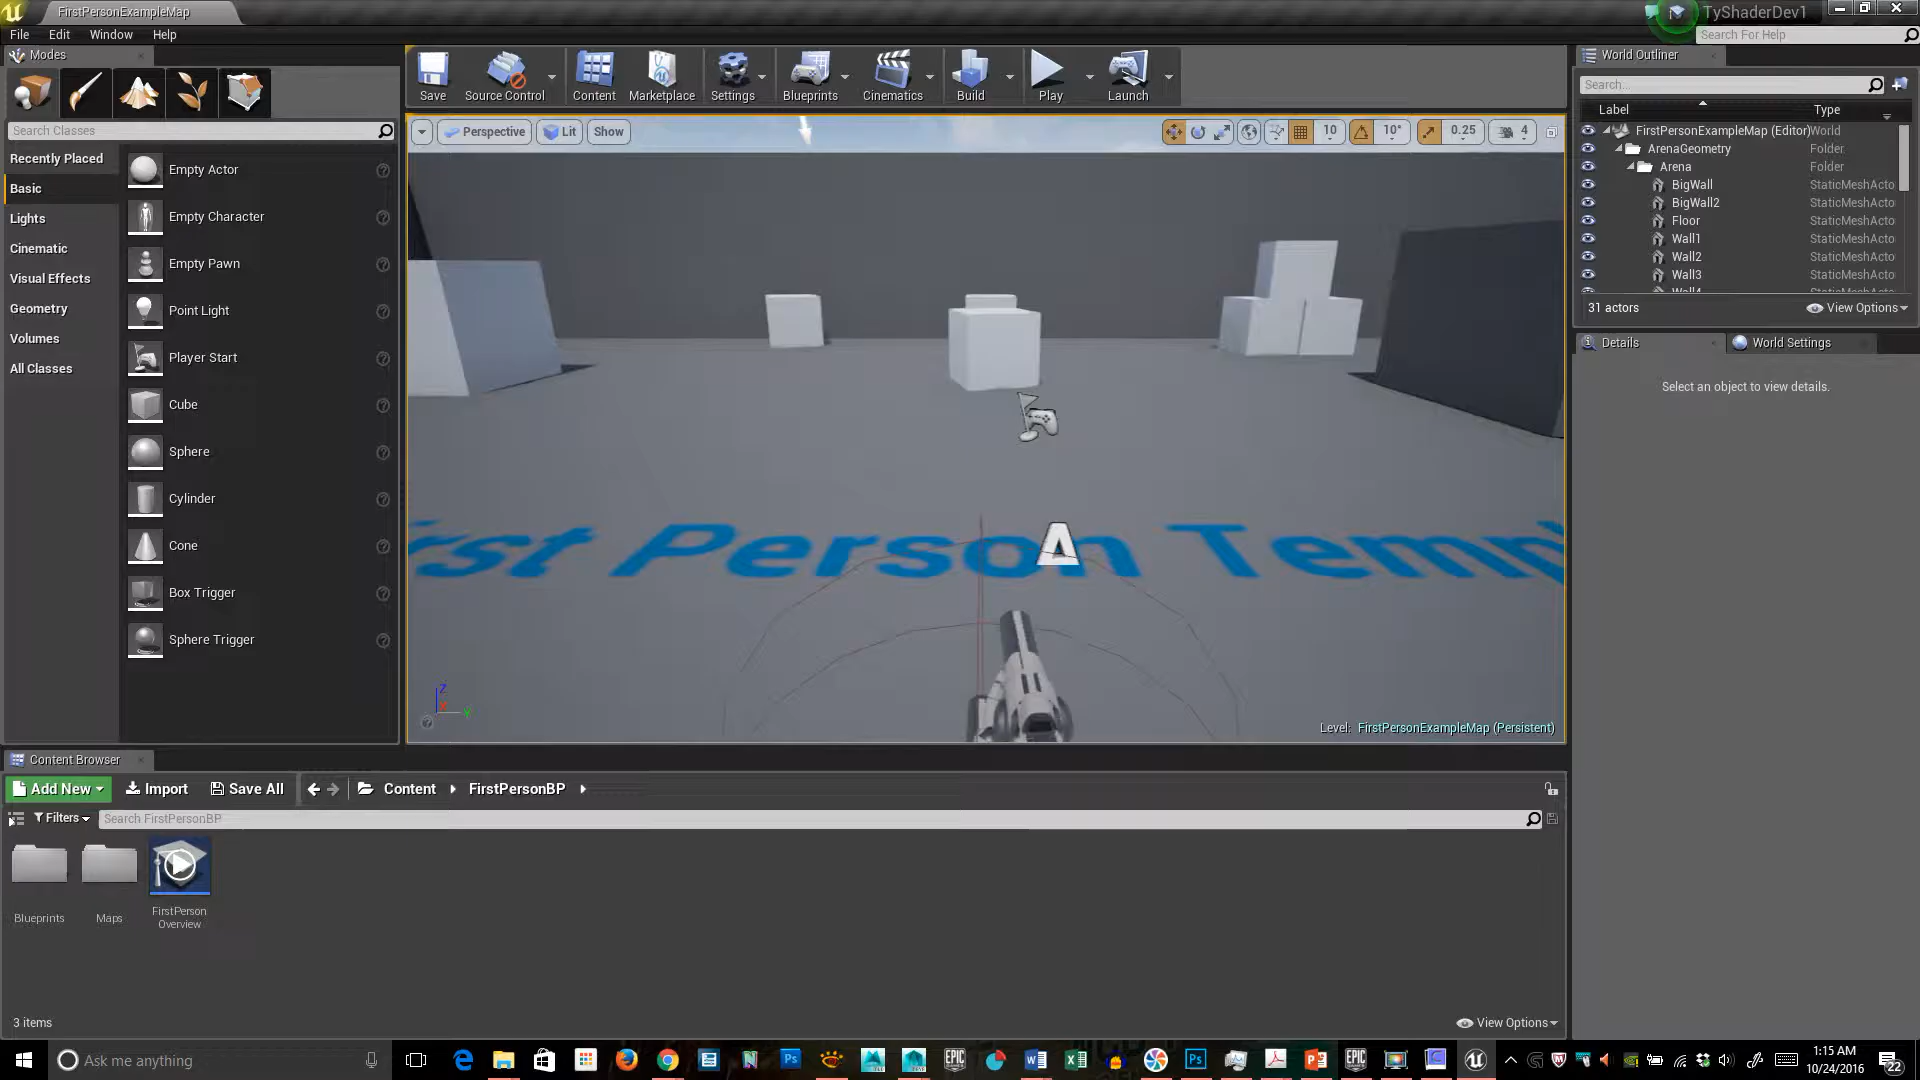 FirstPersonExampleMap
TyShaderDev1
File Edit Window Help
Search For Help
Modes
Search Classes
Recently Placed
Basic
Lights
Cinematic
Visual Effects
Geometry
Volumes
All Classes
Empty Actor
Empty Character
Empty Pawn
Point Light
Player Start
Cube
Sphere
Cylinder
Cone
Box Trigger
Sphere Trigger
Save Source Control Content Marketplace Settings Blueprints Cinematics Build Play Launch
Perspective Lit Show 10 10° 0.25 4
rst Person Temp
A
Z
X
Y
Level: FirstPersonExampleMap (Persistent)
World Outliner
Search...
Label Type
FirstPersonExampleMap (Editor) World
ArenaGeometry Folder
Arena Folder
BigWall StaticMeshActo
BigWall2 StaticMeshActo
Floor StaticMeshActo
Wall1 StaticMeshActo
Wall2 StaticMeshActo
Wall3 StaticMeshActo
31 actors View Options
Details World Settings
Select an object to view details.
Content Browser
Add New Import Save All Content FirstPersonBP
Filters Search FirstPersonBP
Blueprints
Maps
FirstPerson
Overview
3 items View Options
Ask me anything
EPIC
EPIC
1:15 AM
10/24/2016
22